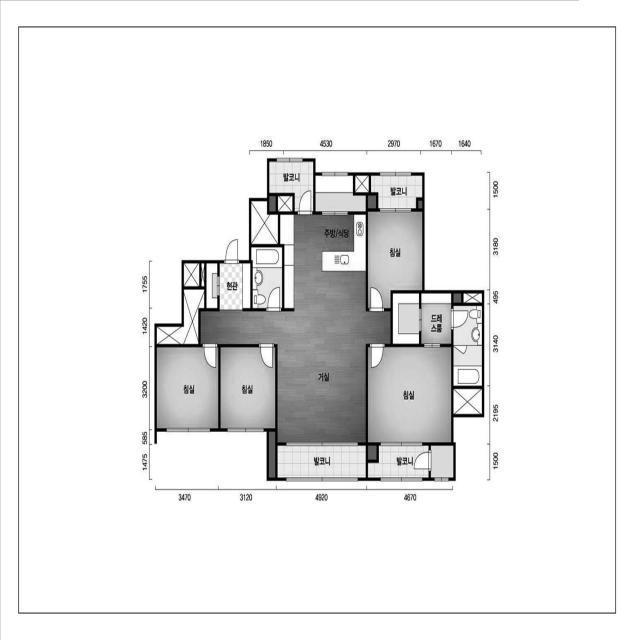 1850 4530 2970 1670 1640
발코니
발코니
1500
주방/식당
침실
3180
1755
현관
495
드레
스룸
1420
3140
거실
3200
침실
침실
침실
2195
585
1475
발코니
발코니
1500
3470 3120 4920 4670